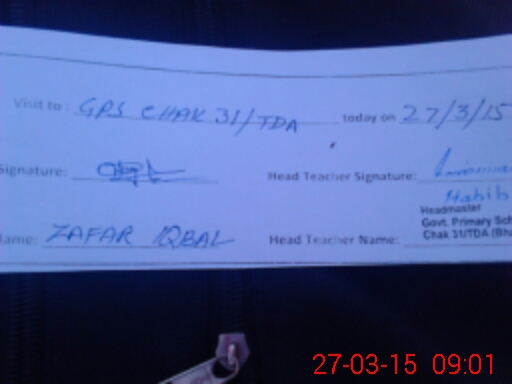 Visit to: GPS CHAK 31/TDA today on 27/3/15
Signature: Head Teacher Signature:
Habib
Headmaster
Govt. Primary Sch
Chak 31/TDA (Bha
Name: ZAFAR IQBAL Head Teacher Name:
27-03-15 09:01